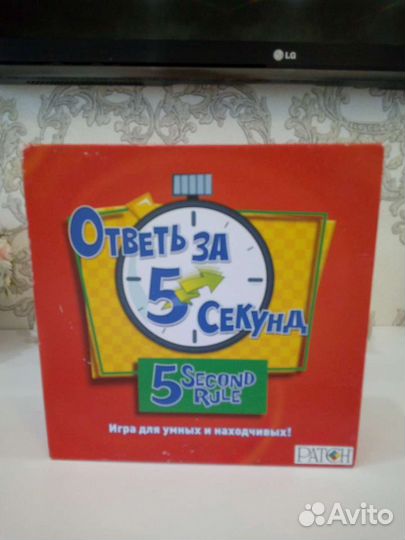 LG
ОТВЕТЬ ЗА
5 СЕКУНД
5 SECOND
RULE
Игра для умных и находчивых!
PATCH
Avito